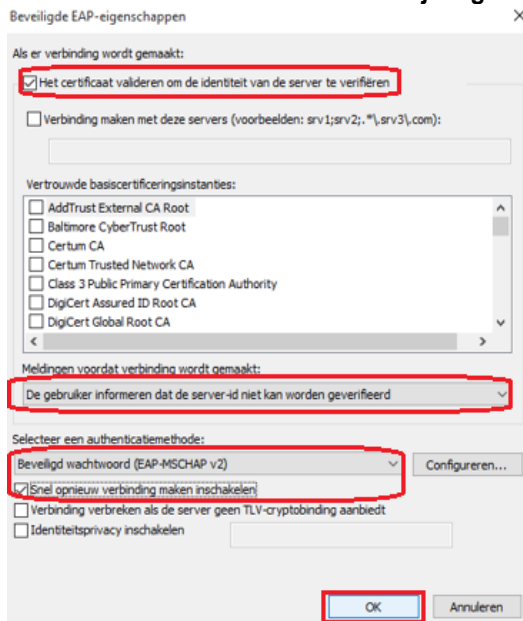 Beveiligde EAP-eigenschappen
Als er verbinding wordt gemaakt:
Het certificaat valideren om de identiteit van de server te verifiëren
Verbinding maken met deze servers (voorbeelden: srv1;srv2;.*\.srv3\.com):
Vertrouwde basiscertificeringsinstanties:
AddTrust External CA Root
Baltimore CyberTrust Root
Certum CA
Certum Trusted Network CA
Class 3 Public Primary Certification Authority
DigiCert Assured ID Root CA
DigiCert Global Root CA
Meldingen voordat verbinding wordt gemaakt:
De gebruiker informeren dat de server-id niet kan worden geverifieerd
Selecteer een authenticatiemethode:
Beveiligd wachtwoord (EAP-MSCHAP v2) Configureren...
Snel opnieuw verbinding maken inschakelen
Verbinding verbreken als de server geen TLV-cryptobinding aanbiedt
Identiteitsprivacy inschakelen
OK Annuleren